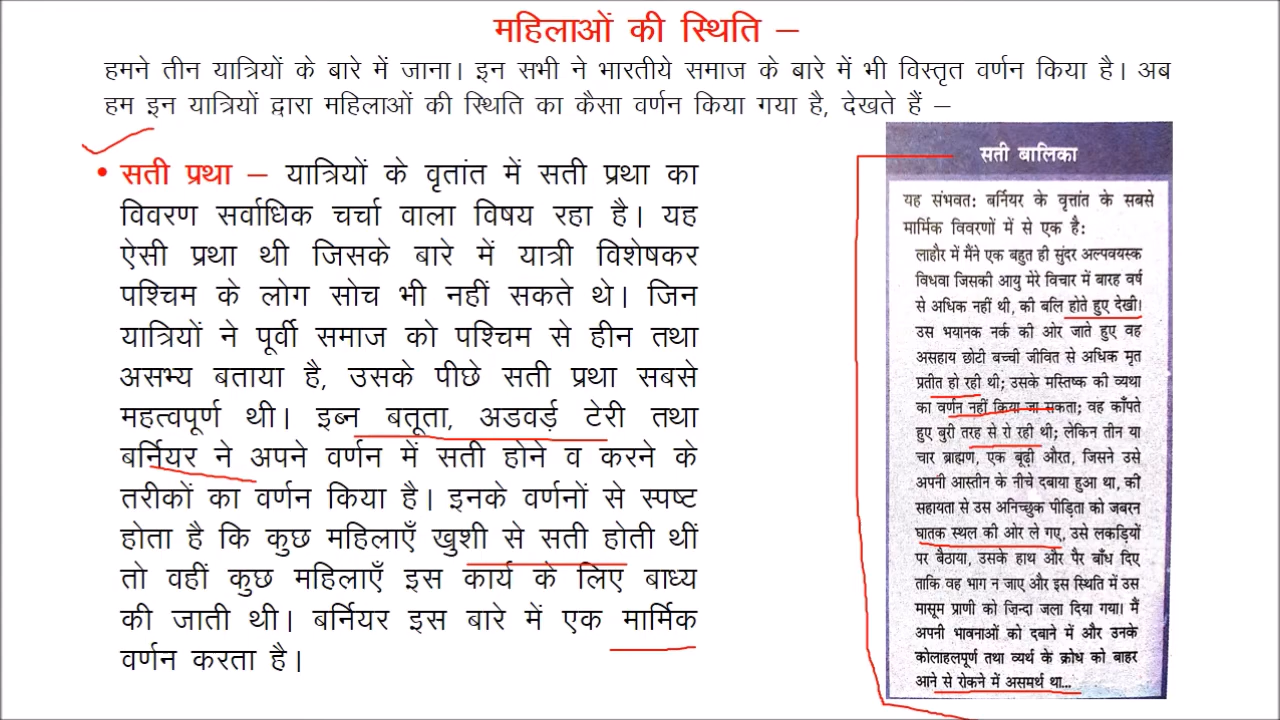 महिलाओं की स्थिति –
हमने तीन यात्रियों के बारे में जाना। इन सभी ने भारतीये समाज के बारे में भी विस्तृत वर्णन किया है। अब
हम इन यात्रियों द्वारा महिलाओं की स्थिति का कैसा वर्णन किया गया है, देखते हैं –
• सती प्रथा – यात्रियों के वृतांत में सती प्रथा का
विवरण सर्वाधिक चर्चा वाला विषय रहा है। यह
ऐसी प्रथा थी जिसके बारे में यात्री विशेषकर
पश्चिम के लोग सोच भी नहीं सकते थे। जिन
यात्रियों ने पूर्वी समाज को पश्चिम से हीन तथा
असभ्य बताया है, उसके पीछे सती प्रथा सबसे
महत्वपूर्ण थी। इब्न बतूता, अडवर्ड़ टेरी तथा
बर्नियर ने अपने वर्णन में सती होने व करने के
तरीकों का वर्णन किया है। इनके वर्णनों से स्पष्ट
होता है कि कुछ महिलाएँ खुशी से सती होती थीं
तो वहीं कुछ महिलाएँ इस कार्य के लिए बाध्य
की जाती थी। बर्नियर इस बारे में एक मार्मिक
वर्णन करता है।
सती बालिका
यह संभवत: बर्नियर के वृत्तांत के सबसे
मार्मिक विवरणों में से एक है:
लाहौर में मैंने एक बहुत ही सुंदर अल्पवयस्क
विधवा जिसकी आयु मेरे विचार में बारह वर्ष
से अधिक नहीं थी, की बलि होते हुए देखी।
उस भयानक नर्क की ओर जाते हुए वह
असहाय छोटी बच्ची जीवित से अधिक मृत
प्रतीत हो रही थी; उसके मस्तिष्क की व्यथा
का वर्णन नहीं किया जा सकता; वह काँपते
हुए बुरी तरह से रो रही थी; लेकिन तीन या
चार ब्राह्मण, एक बूढ़ी औरत, जिसने उसे
अपनी आस्तीन के नीचे दबाया हुआ था, की
सहायता से उस अनिच्छुक पीड़िता को जबरन
घातक स्थल की ओर ले गए, उसे लकड़ियों
पर बैठाया, उसके हाथ और पैर बाँध दिए
ताकि वह भाग न जाए और इस स्थिति में उस
मासूम प्राणी को ज़िन्दा जला दिया गया। मैं
अपनी भावनाओं को दबाने में और उनके
कोलाहलपूर्ण तथा व्यर्थ के क्रोध को बाहर
आने से रोकने में असमर्थ था...